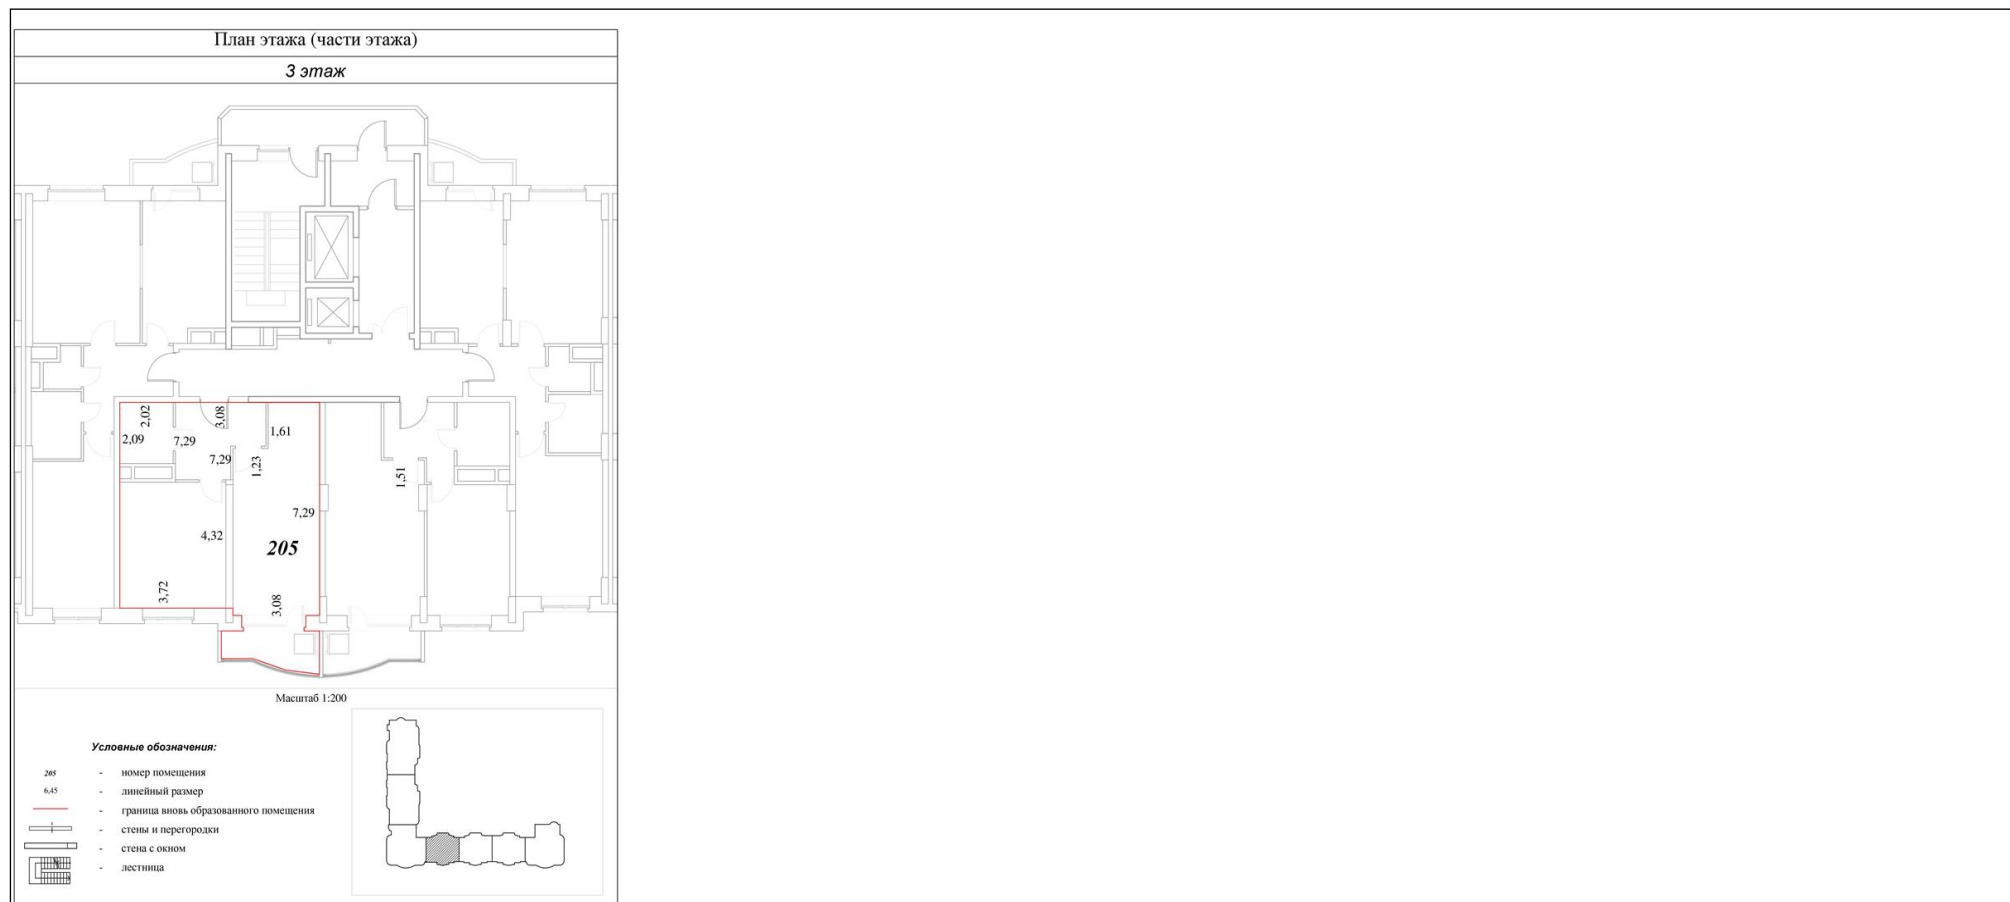 План этажа (части этажа)
3 этаж
2,02
3,08
2,09
7,29
1,61
7,29
1,23
1,51
7,29
4,32
205
3,72
3,08
Масштаб 1:200
Условные обозначения:
205 - номер помещения
6,45 - линейный размер
- граница вновь образованного помещения
- стены и перегородки
- стена с окном
- лестница